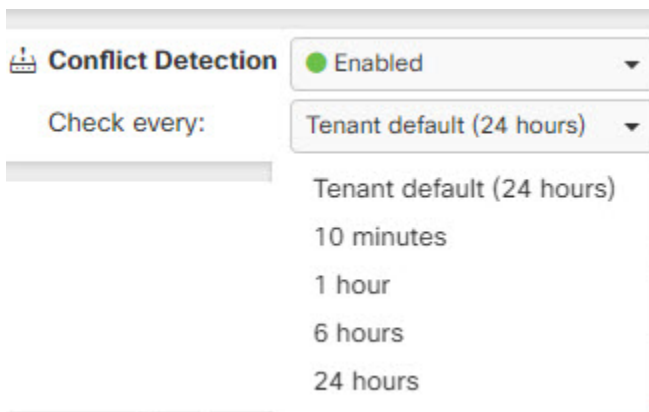 Conflict Detection Enabled
Check every: Tenant default (24 hours)
Tenant default (24 hours)
10 minutes
1 hour
6 hours
24 hours